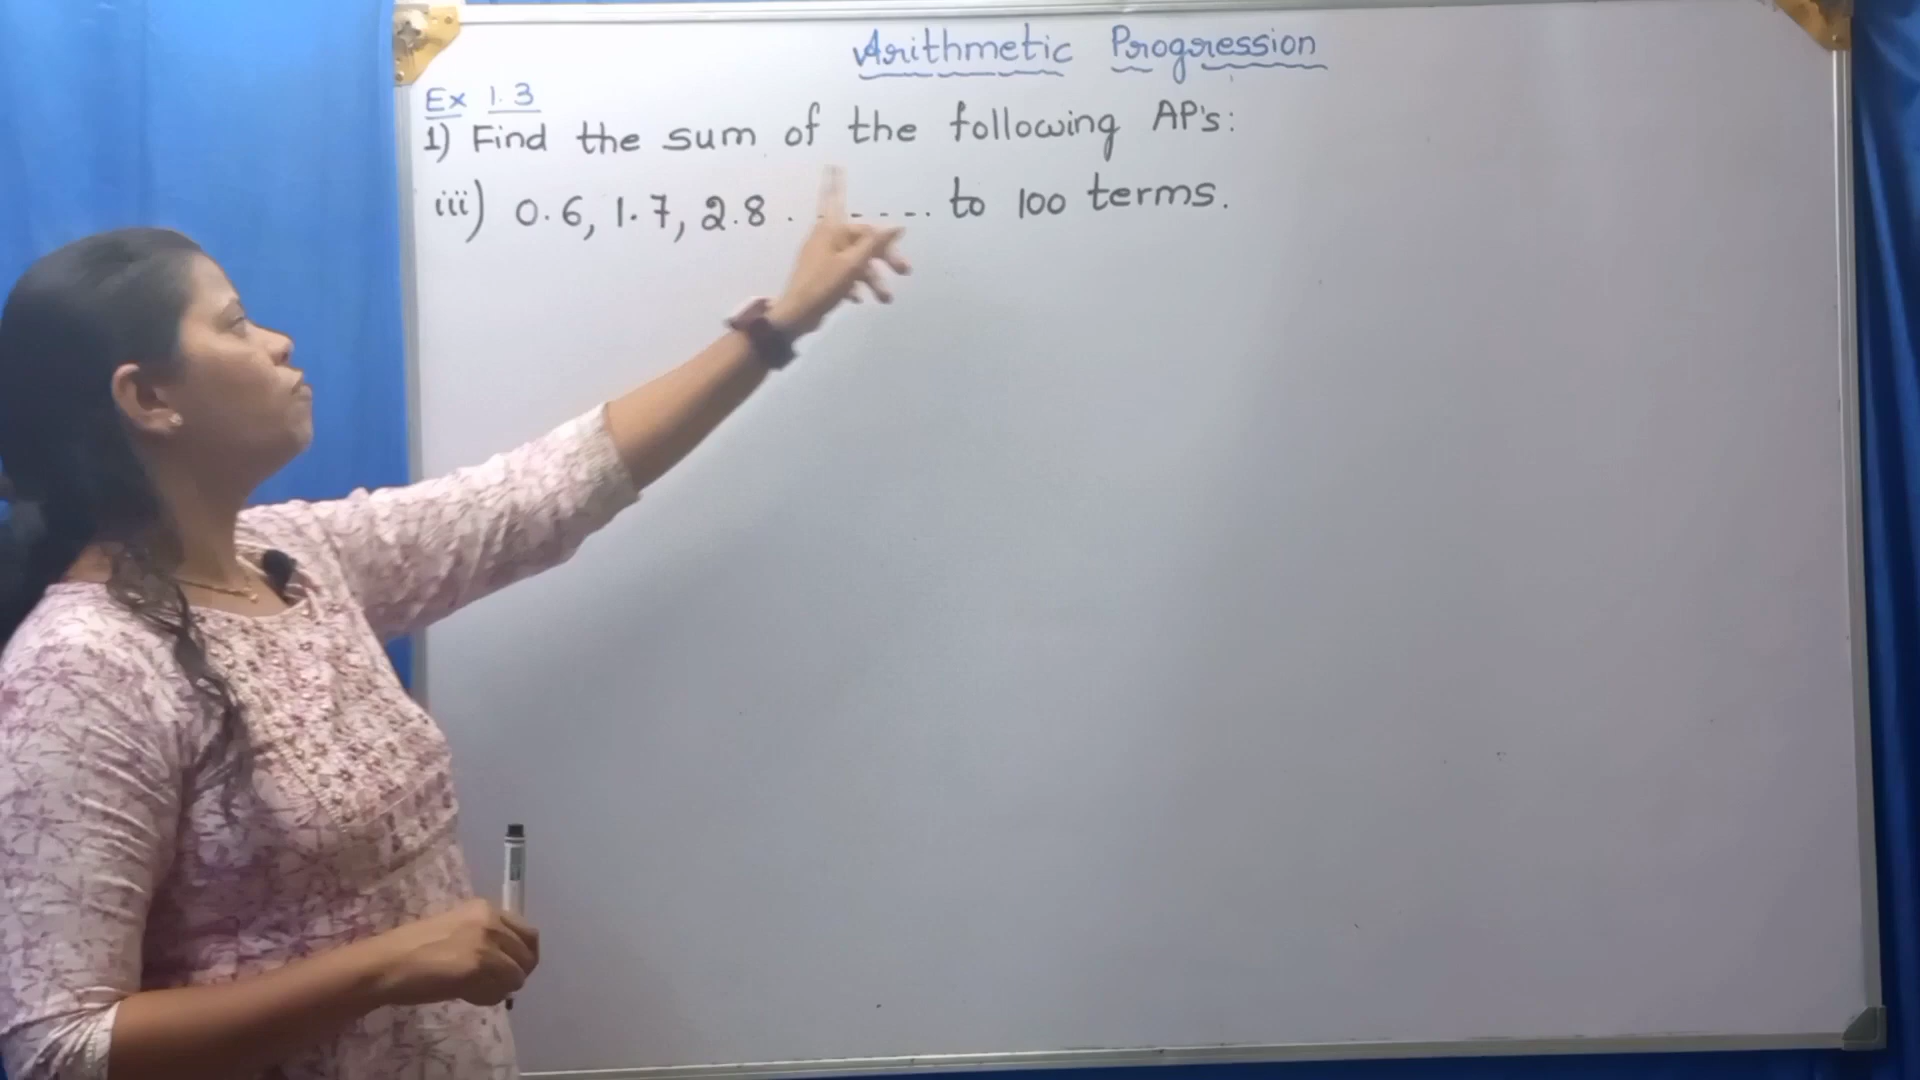 Arithmetic Progression
Ex 1.3
1) Find the sum of the following AP's:
iii) 0.6, 1.7, 2.8 . ------. to 100 terms.